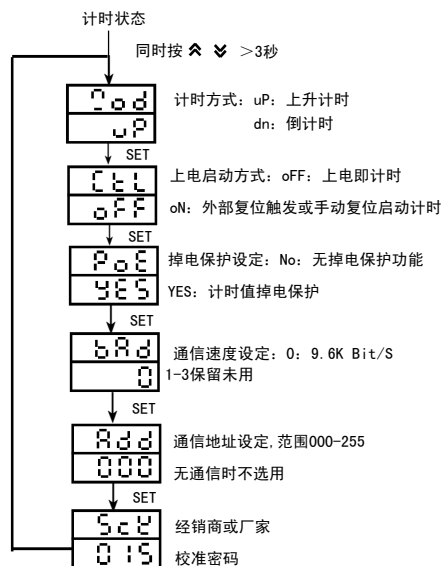 计时状态
同时按 >3秒
nod 计时方式: uP: 上升计时
uP dn: 倒计时
SET
CtL 上电启动方式: oFF: 上电即计时
oFF oN: 外部复位触发或手动复位启动计时
SET
PoE 掉电保护设定: No: 无掉电保护功能
YES YES: 计时值掉电保护
SET
bAd 通信速度设定: 0: 9.6K Bit/S
0 1-3保留未用
SET
Add 通信地址设定,范围000-255
000 无通信时不选用
SET
ScY 经销商或厂家
015 校准密码